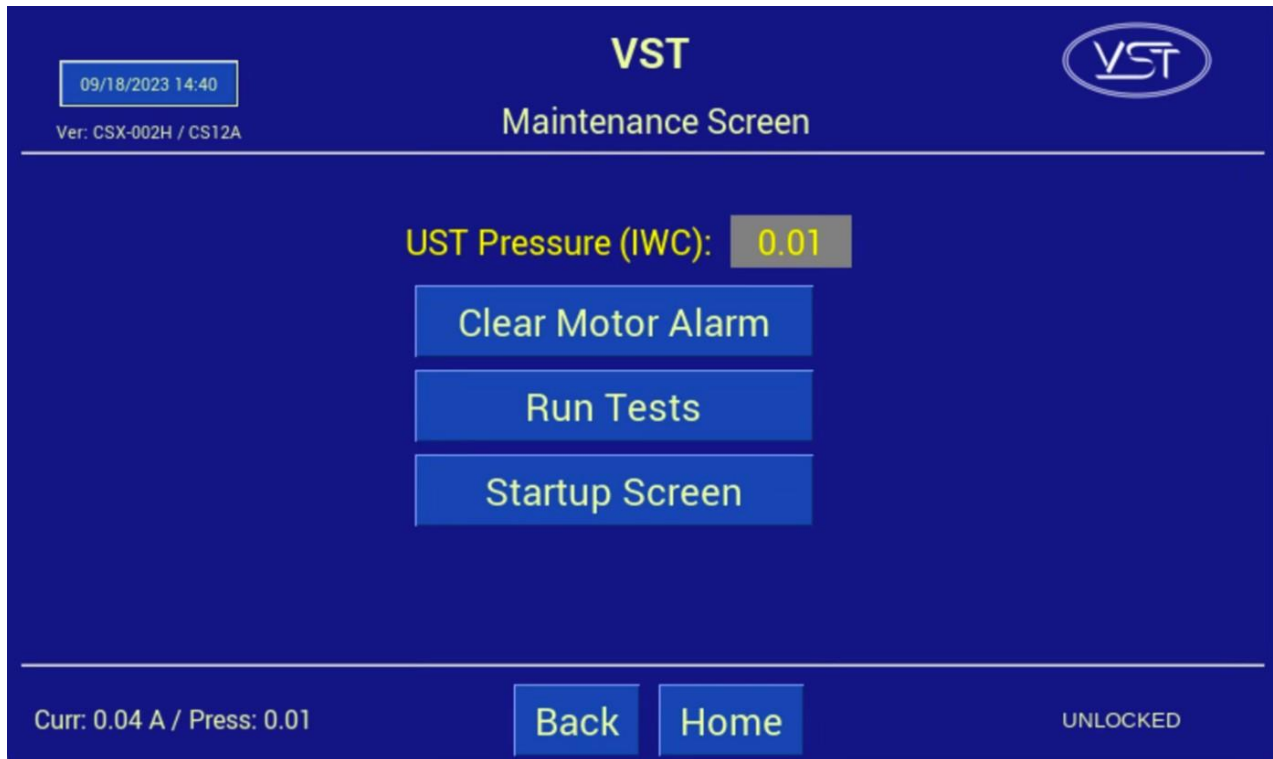 VST
VST
09/18/2023 14:40
Ver: CSX-002H / CS12A
Maintenance Screen
UST Pressure (IWC): 0.01
Clear Motor Alarm
Run Tests
Startup Screen
Curr: 0.04 A / Press: 0.01
Back
Home
UNLOCKED